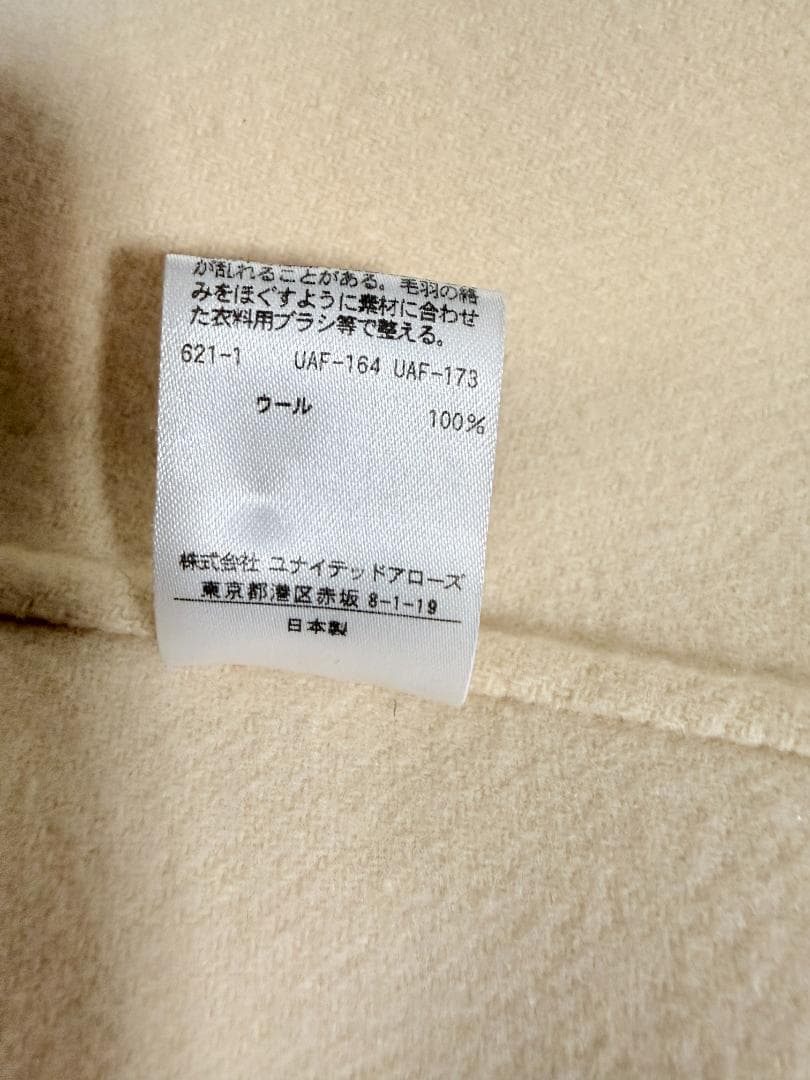 が乱れることがある。毛羽の絡
みをほぐすように素材に合わせ
た衣料用ブラシ等で整える。
621-1 UAF-164 UAF-173
ウール 100%
株式会社 ユナイテッドアローズ
東京都港区赤坂 8-1-19
日本製